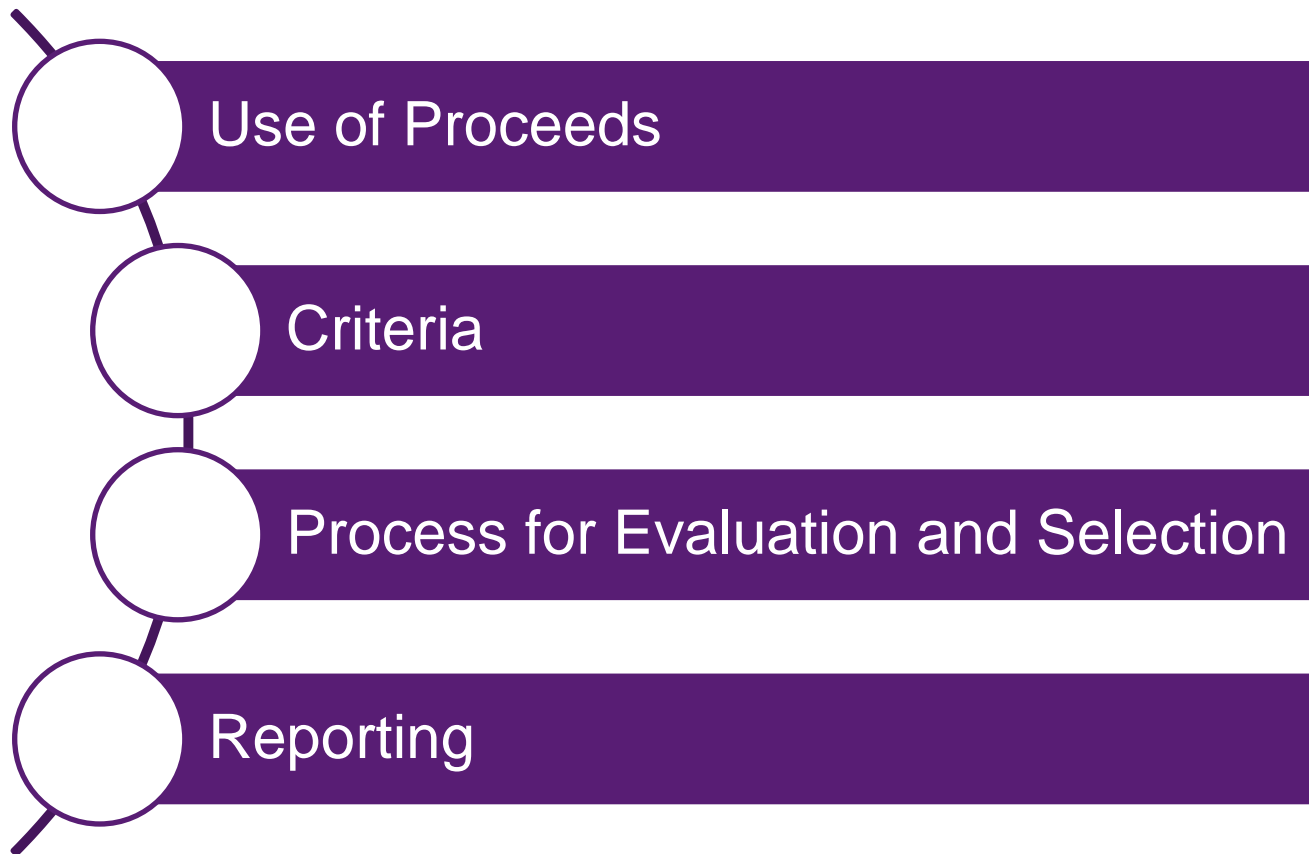 Use of Proceeds
Criteria
Process for Evaluation and Selection
Reporting